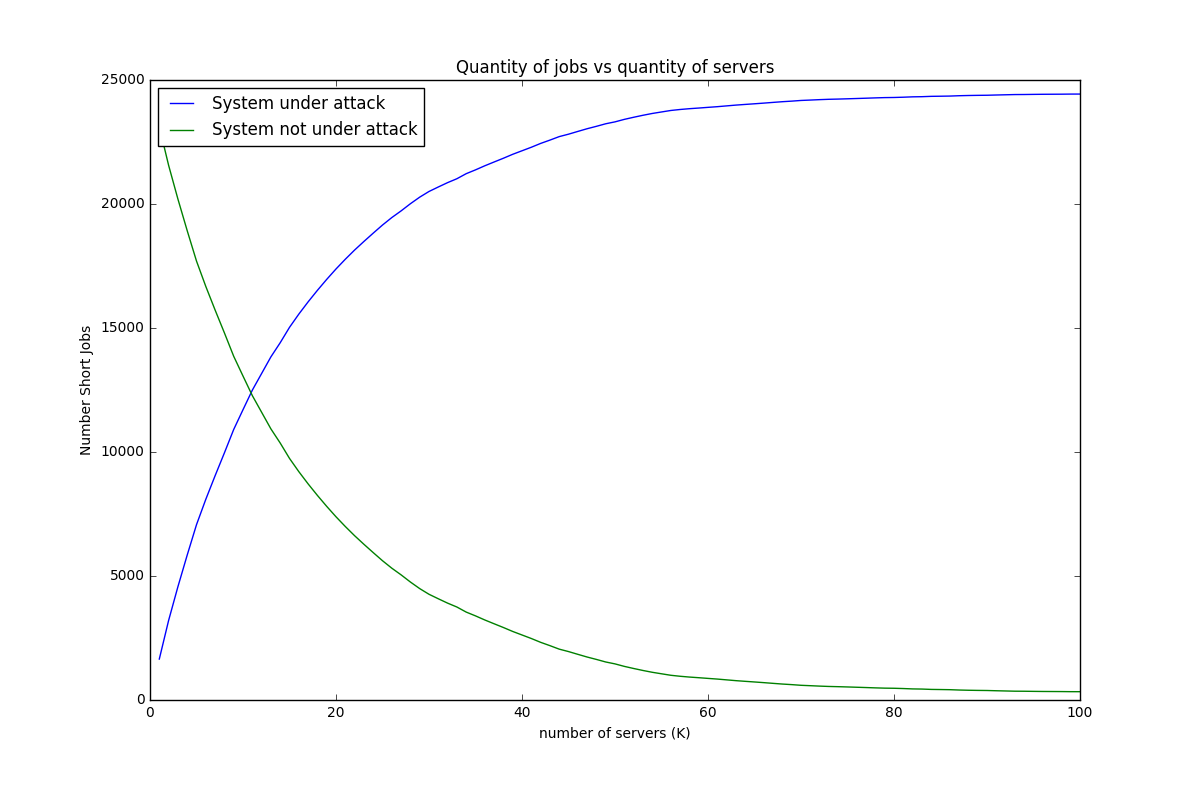 Quantity of jobs vs quantity of servers
25000
System under attack
System not under attack
20000
15000
Number Short Jobs
10000
5000
0
0 20 40 60 80 100
number of servers (K)